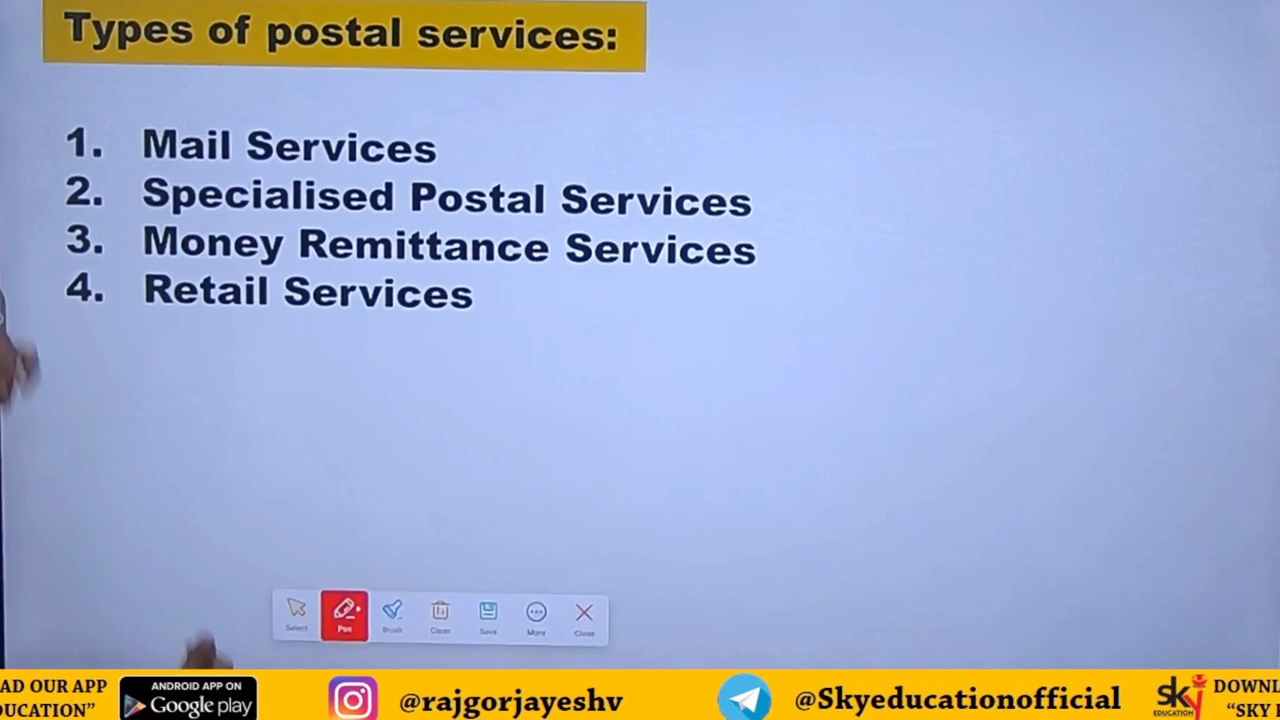 Types of postal services:
1. Mail Services
2. Specialised Postal Services
3. Money Remittance Services
4. Retail Services
Select Pen Brush Clean Save More Close
AD OUR APP
DUCATION”
ANDROID APP ON
Google play
@rajgorjayeshv
@Skyeducationofficial
sky
EDUCATION
DOWNL
“SKY E